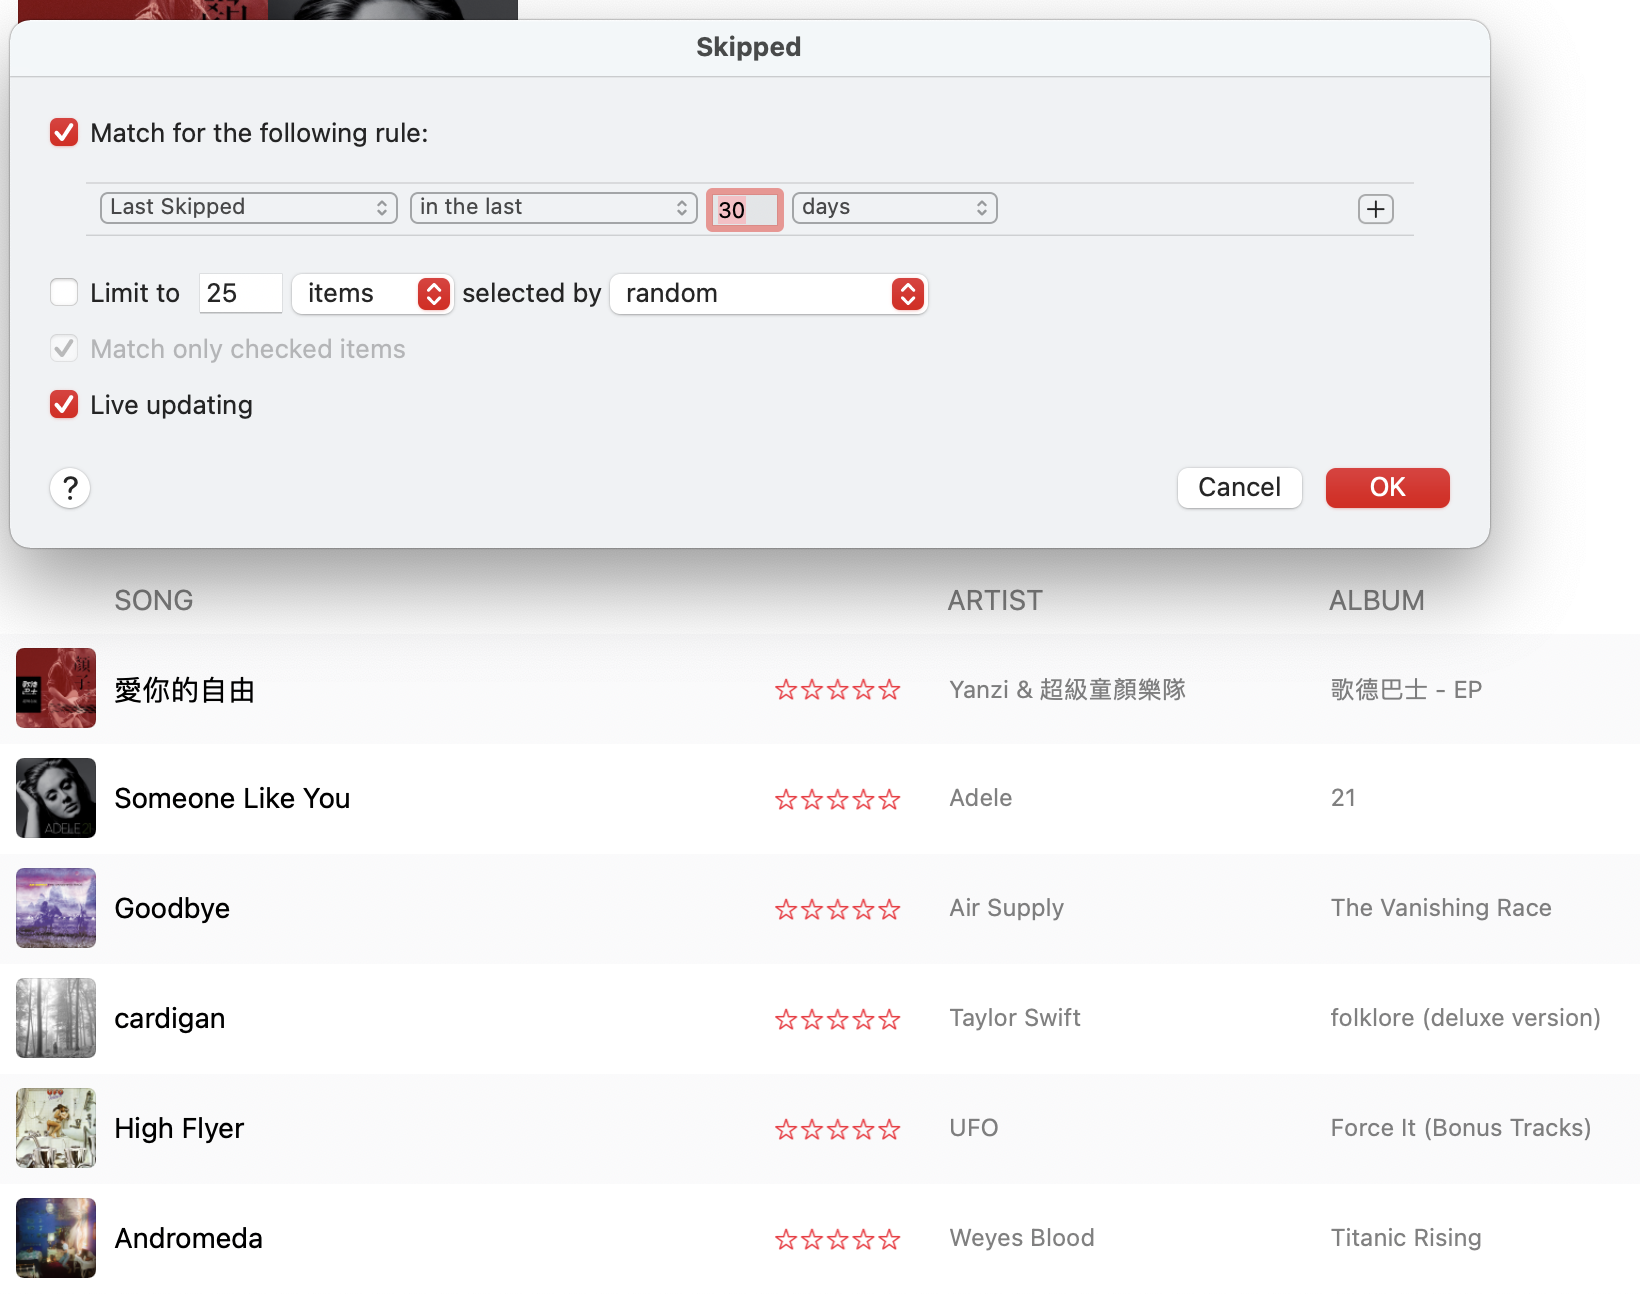 Skipped
Match for the following rule:
Last Skipped in the last 30 days
Limit to 25 items selected by random
Match only checked items
Live updating
? Cancel OK
SONG ARTIST ALBUM
愛你的自由 Yanzi & 超級童顏樂隊 歌德巴士 - EP
Someone Like You Adele 21
ADELE 21
Goodbye Air Supply The Vanishing Race
cardigan Taylor Swift folklore (deluxe version)
High Flyer UFO Force It (Bonus Tracks)
Andromeda Weyes Blood Titanic Rising